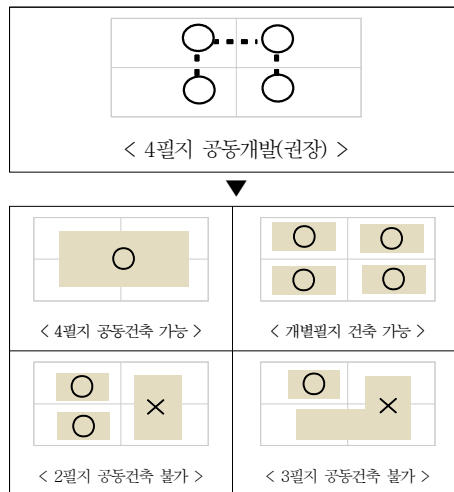 < 4필지 공동개발(권장) >
< 4필지 공동건축 가능 >
< 개별필지 건축 가능 >
< 2필지 공동건축 불가 >
< 3필지 공동건축 불가 >